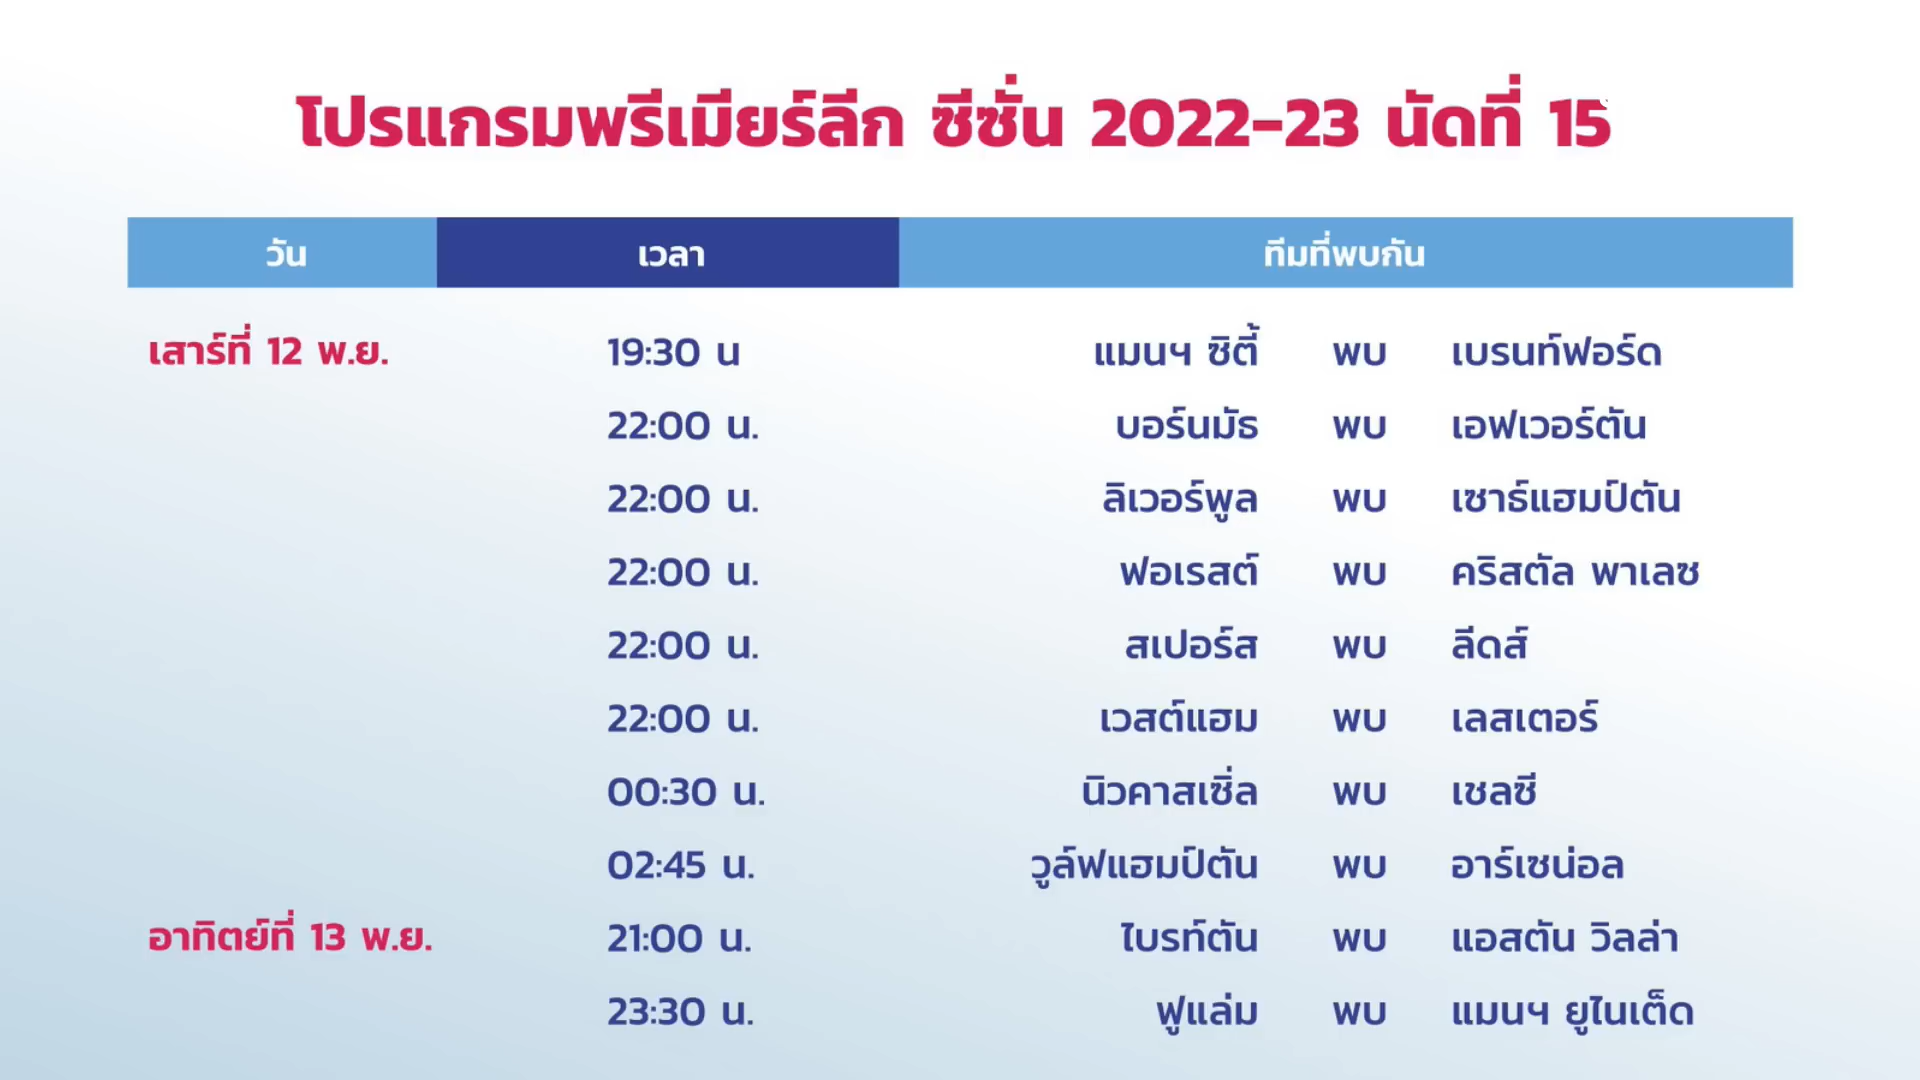 โปรแกรมพรีเมียร์ลีก ซีซั่น 2022-23 นัดที่ 15
วัน เวลา ทีมที่พบกัน
เสาร์ที่ 12 พ.ย. 19:30 น แมนฯ ซิตี้ พบ เบรนท์ฟอร์ด
22:00 น. บอร์นมัธ พบ เอฟเวอร์ตัน
22:00 น. ลิเวอร์พูล พบ เซาธ์แฮมป์ตัน
22:00 น. ฟอเรสต์ พบ คริสตัล พาเลซ
22:00 น. สเปอร์ส พบ ลีดส์
22:00 น. เวสต์แฮม พบ เลสเตอร์
00:30 น. นิวคาสเซิ่ล พบ เชลซี
02:45 น. วูล์ฟแฮมป์ตัน พบ อาร์เซน่อล
อาทิตย์ที่ 13 พ.ย. 21:00 น. ไบรท์ตัน พบ แอสตัน วิลล่า
23:30 น. ฟูแล่ม พบ แมนฯ ยูไนเต็ด